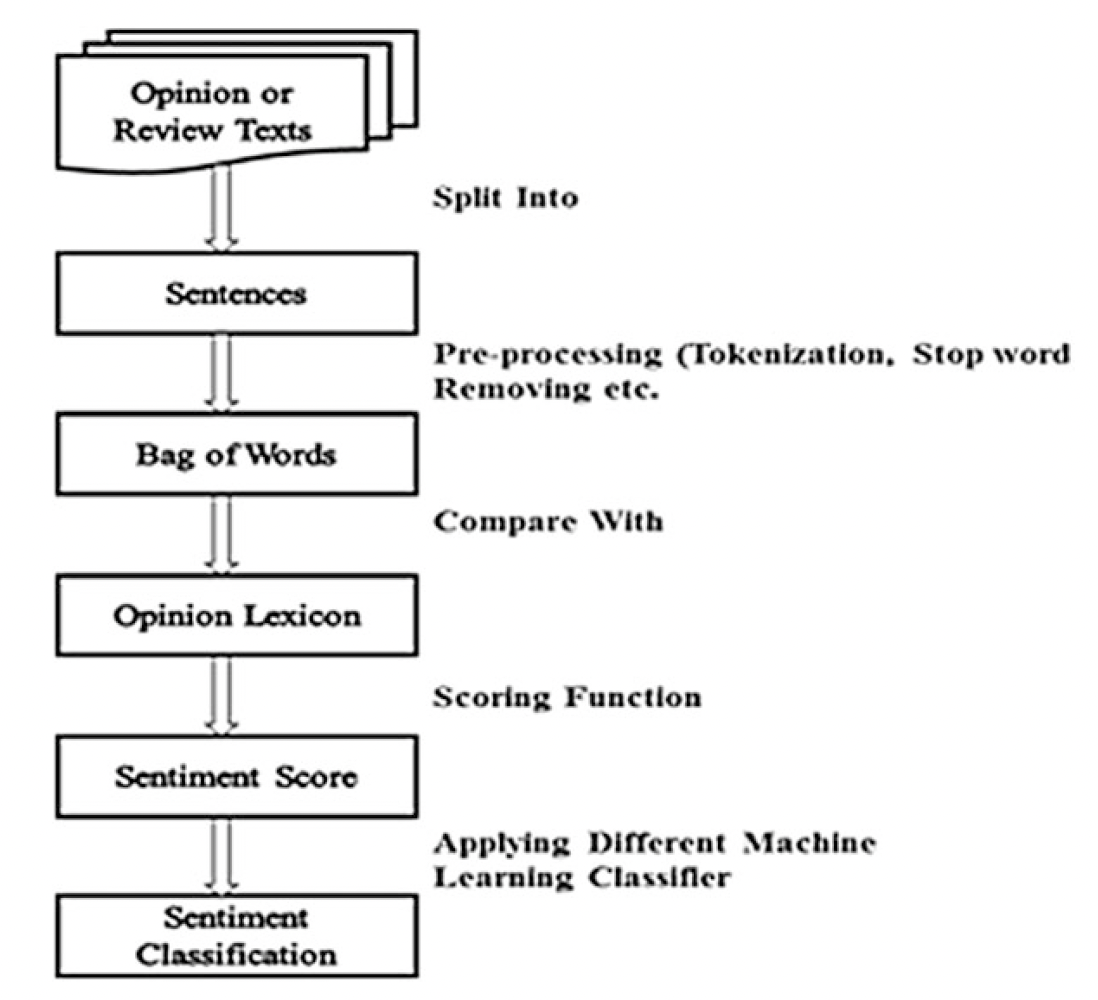 Opinion or
Review Texts
Split Into
Sentences
Pre-processing (Tokenization, Stop word
Removing etc.
Bag of Words
Compare With
Opinion Lexicon
Scoring Function
Sentiment Score
Applying Different Machine
Learning Classifier
Sentiment
Classification